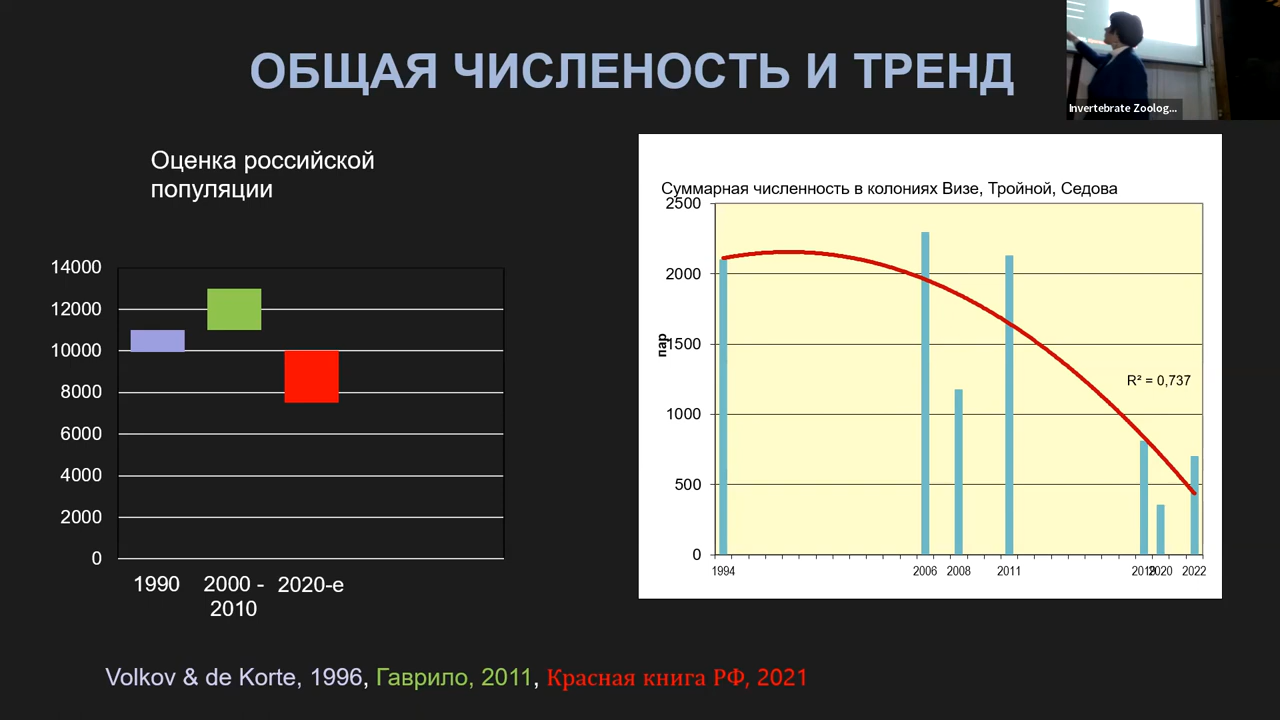 ОБЩАЯ ЧИСЛЕНОСТЬ И ТРЕНД
Invertebrate Zoolog...
Оценка российской
популяции
14000
12000
10000
8000
6000
4000
2000
0
1990
2000 -
2010
2020-е
Суммарная численность в колониях Визе, Тройной, Седова
2500
2000
1500
1000
500
0
пар
R² = 0,737
1994
2006
2008
2011
2019
2020
2022
Volkov & de Korte, 1996, Гаврило, 2011, Красная книга РФ, 2021